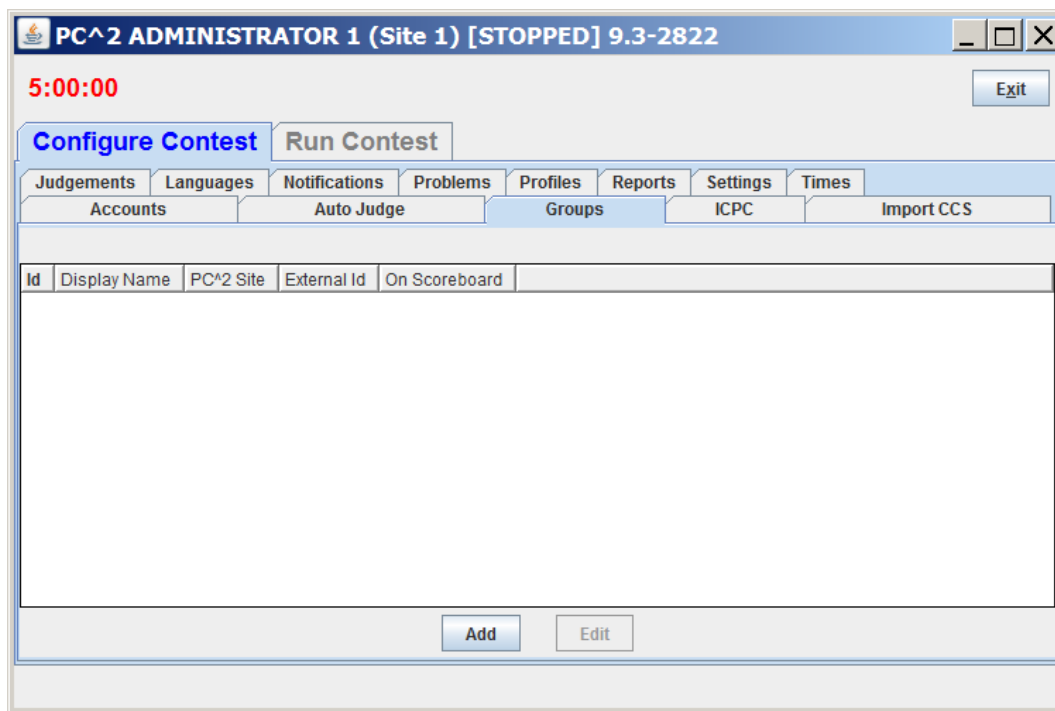 PC^2 ADMINISTRATOR 1 (Site 1) [STOPPED] 9.3-2822
5:00:00
Exit
Configure Contest Run Contest
Judgements Languages Notifications Problems Profiles Reports Settings Times
Accounts Auto Judge Groups ICPC Import CCS
Id Display Name PC^2 Site External Id On Scoreboard
Add Edit